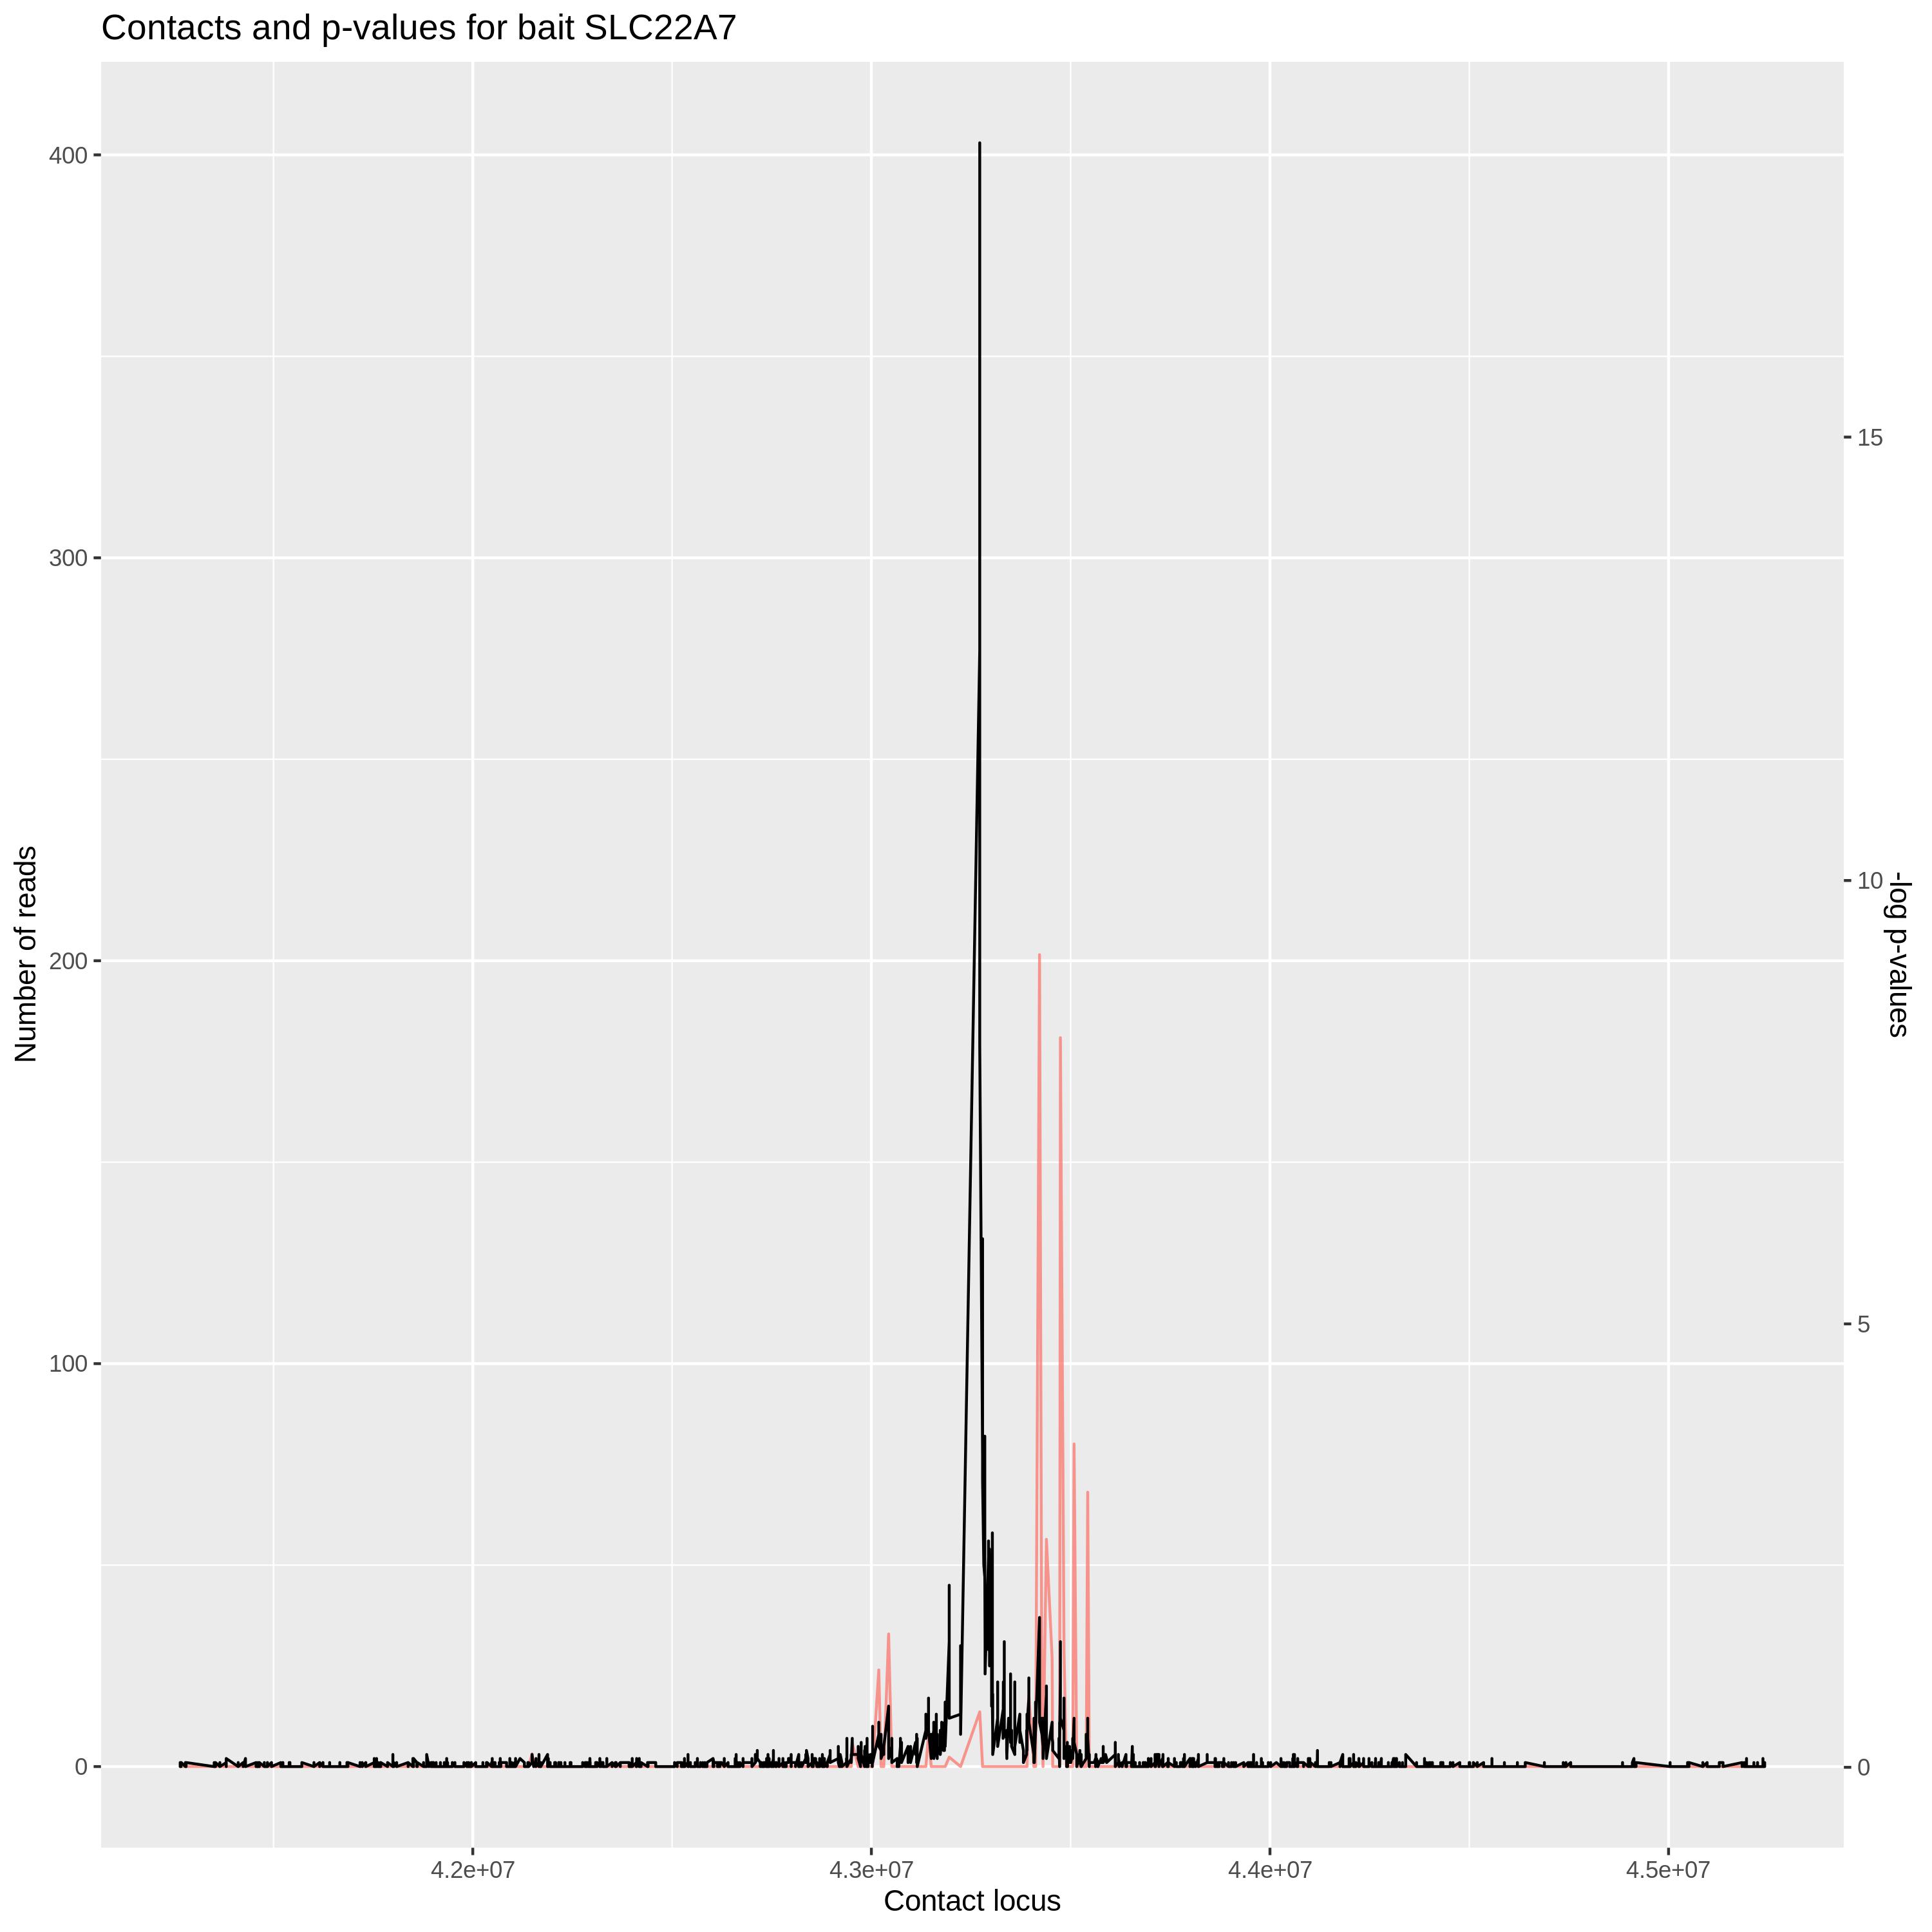 Contacts and p-values for bait SLC22A7
400
300
200
100
0
Number of reads
15
10
5
0
-log p-values
4.2e+07
4.3e+07
4.4e+07
4.5e+07
Contact locus